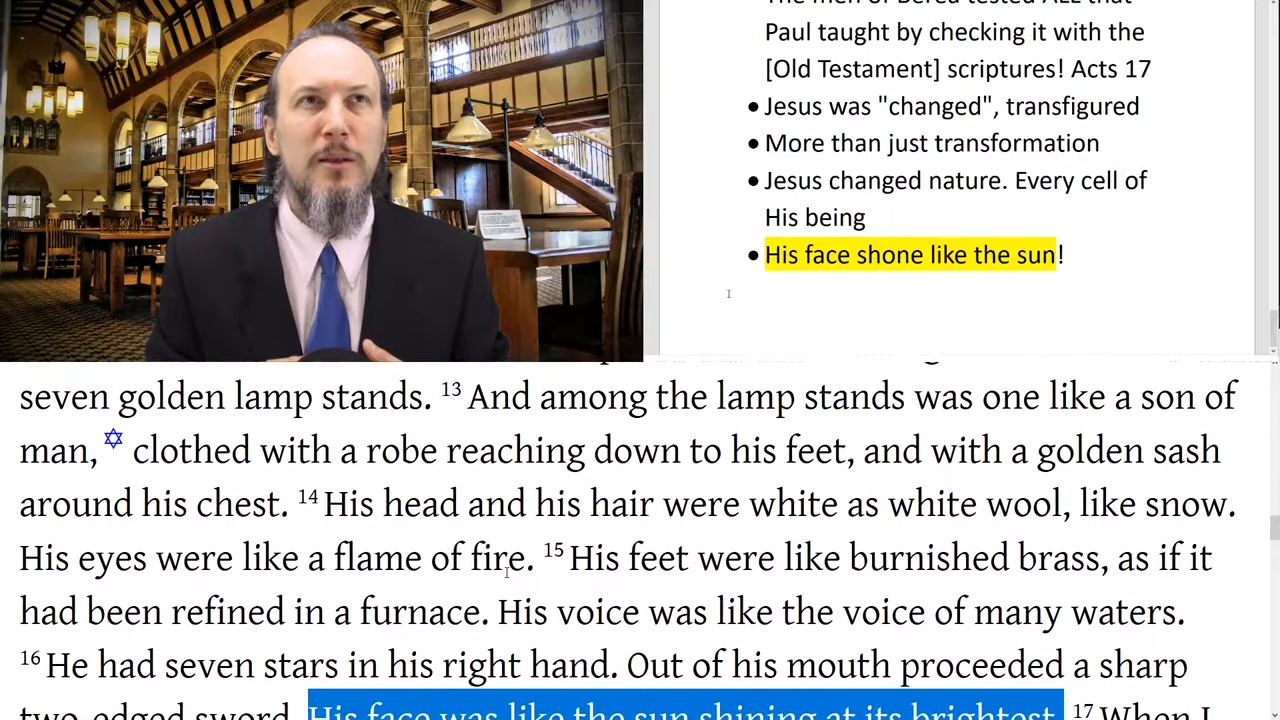 The men of Berea tested ALL that
Paul taught by checking it with the
[Old Testament] scriptures! Acts 17
• Jesus was "changed", transfigured
• More than just transformation
• Jesus changed nature. Every cell of
His being
• His face shone like the sun!
seven golden lamp stands. 13 And among the lamp stands was one like a son of
man,✡ clothed with a robe reaching down to his feet, and with a golden sash
around his chest. 14 His head and his hair were white as white wool, like snow.
His eyes were like a flame of fire. 15 His feet were like burnished brass, as if it
had been refined in a furnace. His voice was like the voice of many waters.
16 He had seven stars in his right hand. Out of his mouth proceeded a sharp
two-edged sword. His face was like the sun shining at its brightest. 17 When I